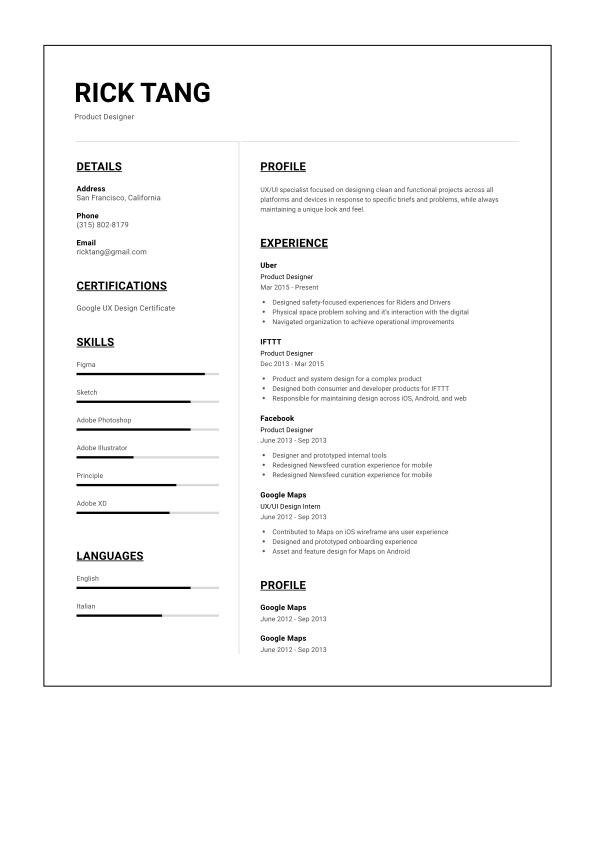 RICK TANG
Product Designer
DETAILS
Address
San Francisco, California
Phone
(315) 802-8179
Email
ricktang@gmail.com
CERTIFICATIONS
Google UX Design Certificate
SKILLS
Figma
Sketch
Adobe Photoshop
Adobe Illustrator
Principle
Adobe XD
LANGUAGES
English
Italian
PROFILE
UX/UI specialist focused on designing clean and functional projects across all
platforms and devices in response to specific briefs and problems, while always
maintaining a unique look and feel.
EXPERIENCE
Uber
Product Designer
Mar 2015 - Present
• Designed safety-focused experiences for Riders and Drivers
• Physical space problem solving and it's interaction with the digital
• Navigated organization to achieve operational improvements
IFTTT
Product Designer
Dec 2013 - Mar 2015
• Product and system design for a complex product
• Designed both consumer and developer products for IFTTT
• Responsible for maintaining design across iOS, Android, and web
Facebook
Product Designer
June 2013 - Sep 2013
• Designer and prototyped internal tools
• Redesigned Newsfeed curation experience for mobile
• Redesigned Newsfeed curation experience for mobile
Google Maps
UX/UI Design Intern
June 2012 - Sep 2013
• Contributed to Maps on iOS wireframe ans user experience
• Designed and prototyped onboarding experience
• Asset and feature design for Maps on Android
PROFILE
Google Maps
June 2012 - Sep 2013
Google Maps
June 2012 - Sep 2013